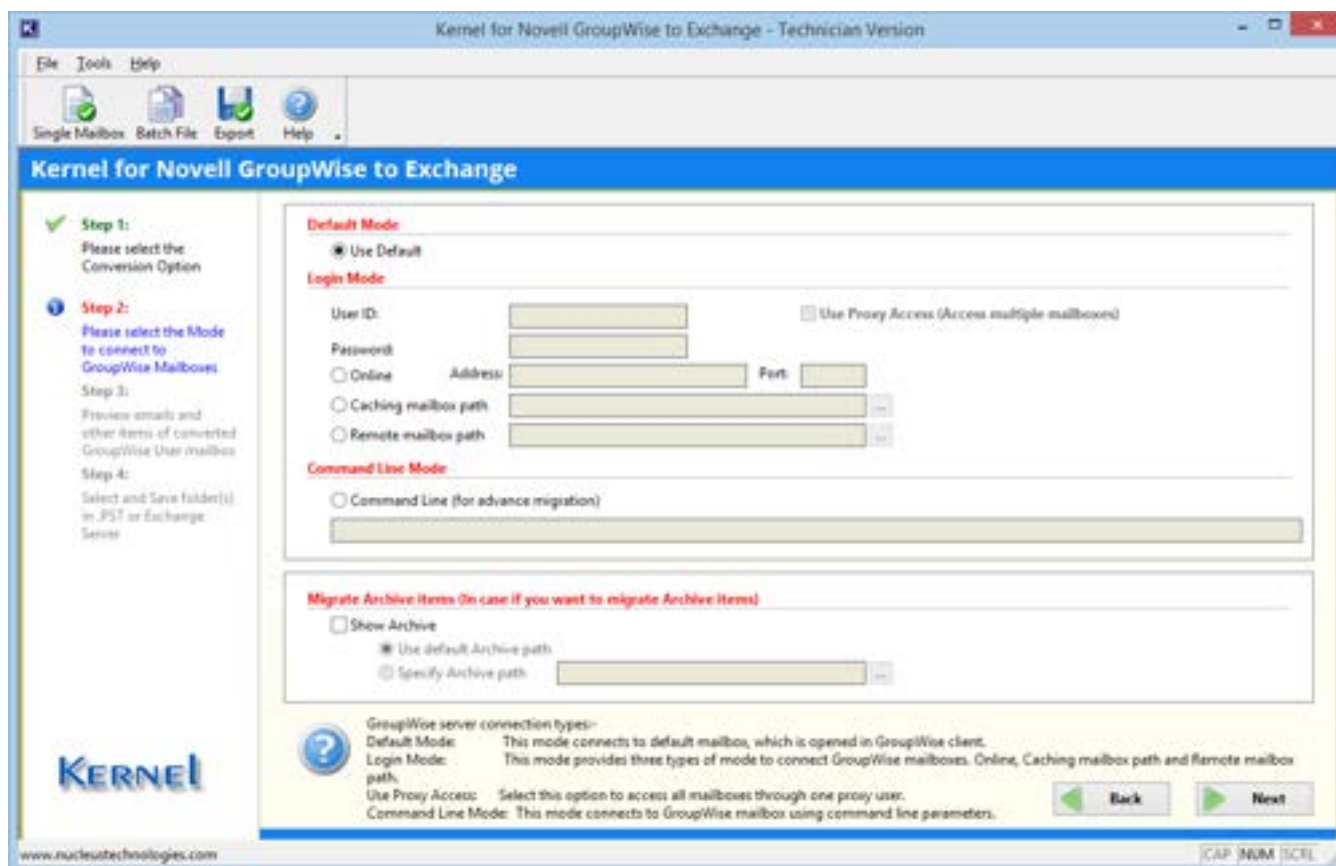 Kernel for Novell GroupWise to Exchange - Technician Version
File Tools Help
Single Mailbox Batch File Export Help
Kernel for Novell GroupWise to Exchange
Step 1:
Please select the
Conversion Option
Step 2:
Please select the Mode
to connect to
GroupWise Mailboxes
Step 3:
Preview emails and
other items of converted
GroupWise User mailbox
Step 4:
Select and Save folder(s)
in .PST or Exchange
Server
KERNEL
Default Mode
Use Default
Login Mode
User ID:
Use Proxy Access (Access multiple mailboxes)
Password:
Online Address: Port:
Caching mailbox path ...
Remote mailbox path ...
Command Line Mode
Command Line (for advance migration)
Migrate Archive items (In case if you want to migrate Archive items)
Show Archive
Use default Archive path
Specify Archive path ...
GroupWise server connection types:-
Default Mode: This mode connects to default mailbox, which is opened in GroupWise client.
Login Mode: This mode provides three types of mode to connect GroupWise mailboxes. Online, Caching mailbox path and Remote mailbox
path.
Use Proxy Access: Select this option to access all mailboxes through one proxy user.
Command Line Mode: This mode connects to GroupWise mailbox using command line parameters.
Back Next
www.nucleustechnologies.com
CAP NUM SCRL